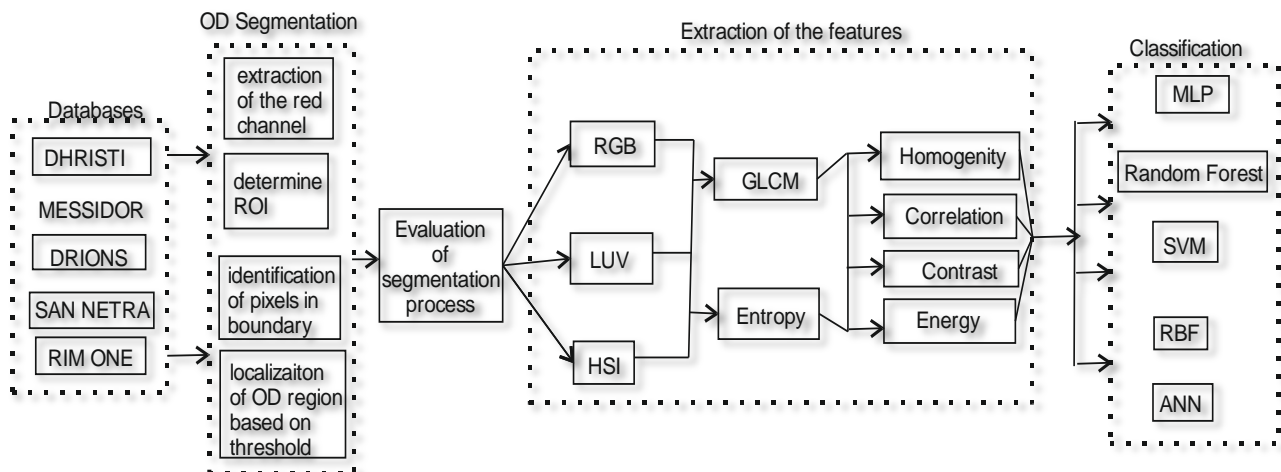 Databases
DHRISTI
MESSIDOR
DRIONS
SAN NETRA
RIM ONE
OD Segmentation
extraction
of the red
channel
determine
ROI
identification
of pixels in
boundary
localizaiton
of OD region
based on
threshold
Evaluation
of
segmentation
process
Extraction of the features
RGB
LUV
HSI
GLCM
Entropy
Homogenity
Correlation
Contrast
Energy
Classification
MLP
Random Forest
SVM
RBF
ANN